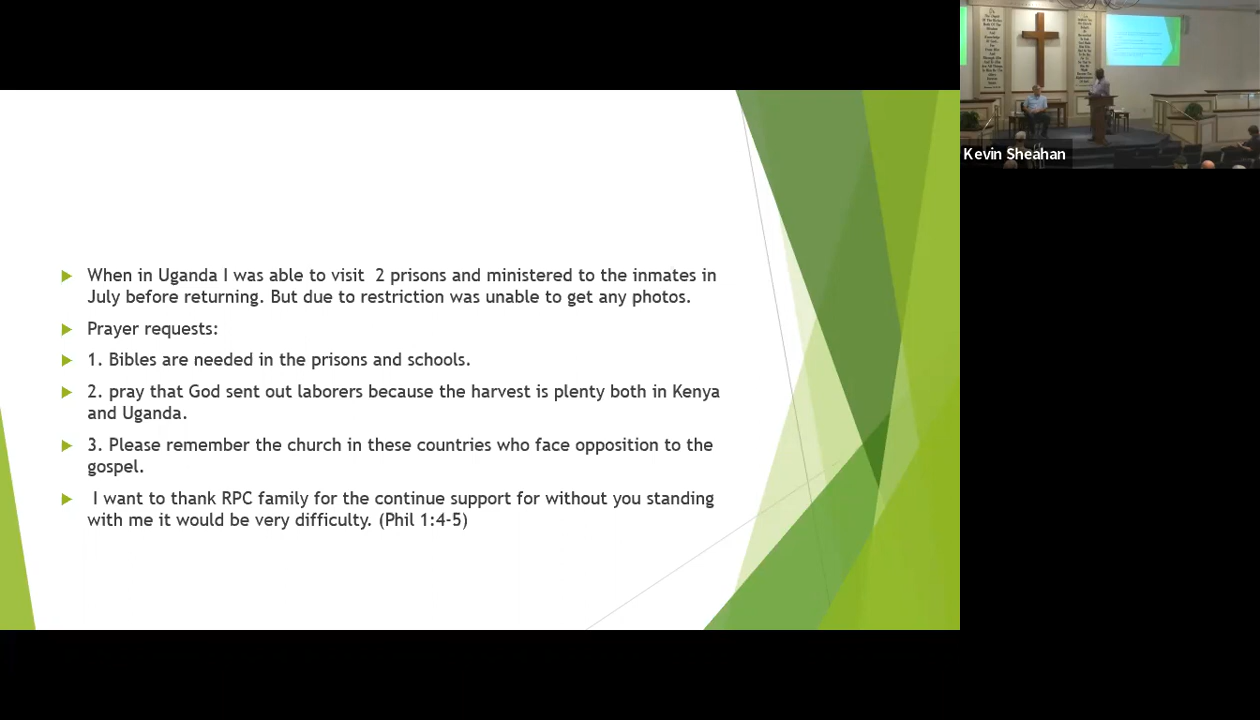 When in Uganda I was able to visit  2 prisons and ministered to the inmates in
July before returning. But due to restriction was unable to get any photos.
Prayer requests:
1. Bibles are needed in the prisons and schools.
2. pray that God sent out laborers because the harvest is plenty both in Kenya
and Uganda.
3. Please remember the church in these countries who face opposition to the
gospel.
I want to thank RPC family for the continue support for without you standing
with me it would be very difficulty. (Phil 1:4-5)
Kevin Sheahan